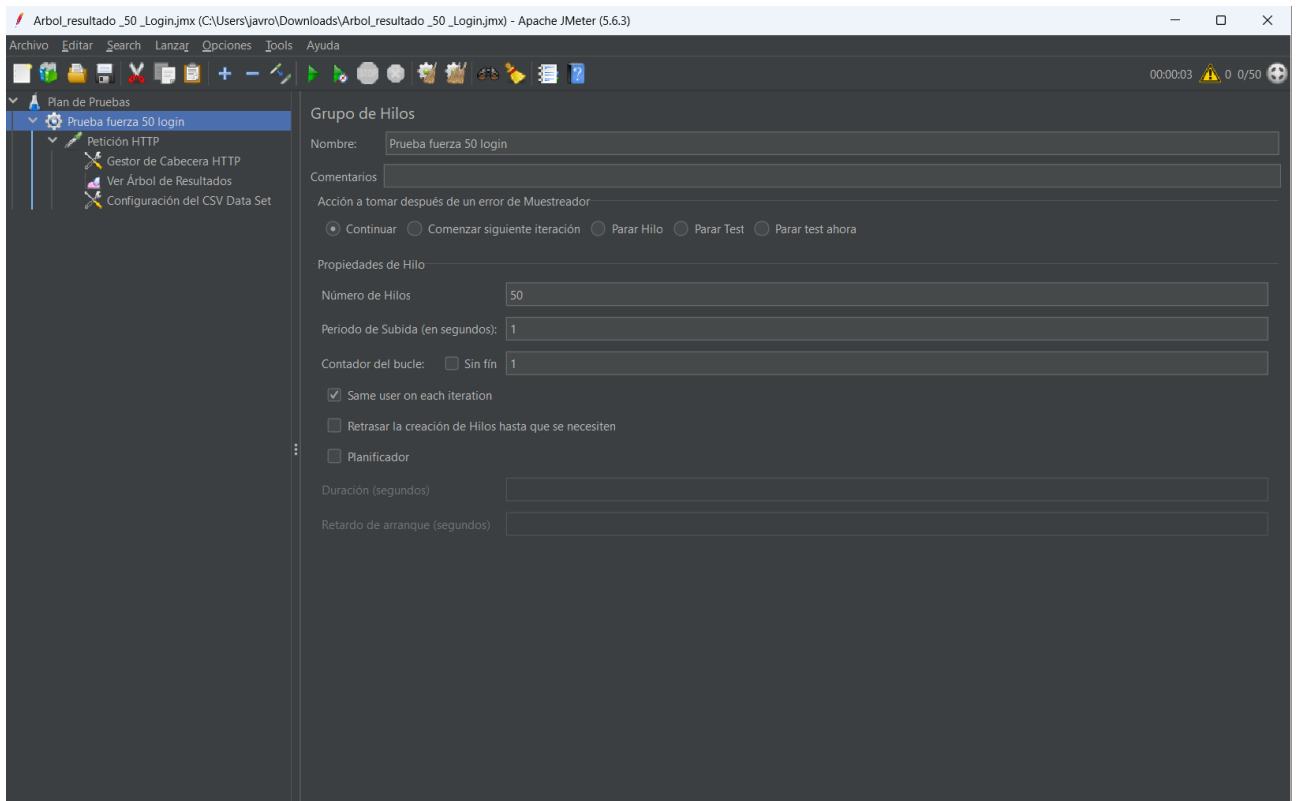 Arbol_resultado _50 _Login.jmx (C:\Users\javro\Downloads\Arbol_resultado _50 _Login.jmx) - Apache JMeter (5.6.3)
Archivo Editar Search Lanzar Opciones Tools Ayuda
00:00:03 0 0/50
Plan de Pruebas
Prueba fuerza 50 login
Petición HTTP
Gestor de Cabecera HTTP
Ver Árbol de Resultados
Configuración del CSV Data Set
Grupo de Hilos
Nombre: Prueba fuerza 50 login
Comentarios
Acción a tomar después de un error de Muestreador
Continuar Comenzar siguiente iteración Parar Hilo Parar Test Parar test ahora
Propiedades de Hilo
Número de Hilos 50
Periodo de Subida (en segundos): 1
Contador del bucle: Sin fín 1
Same user on each iteration
Retrasar la creación de Hilos hasta que se necesiten
Planificador
Duración (segundos)
Retardo de arranque (segundos)